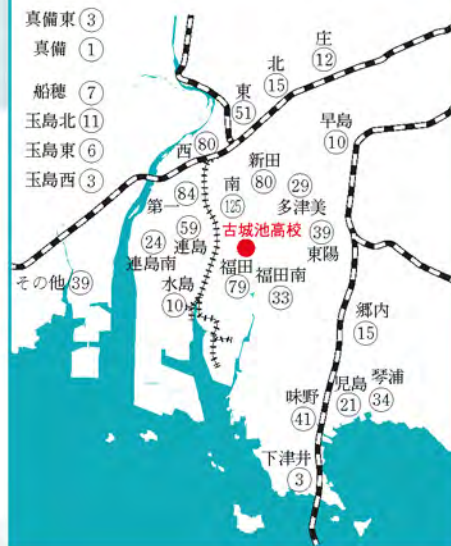 真備東 ③
真備 ①
船穂 ⑦
玉島北 ⑪
玉島東 ⑥
玉島西 ③
その他 ㊴
庄
⑫
北
⑮
東
51
早島
⑩
西 80
新田
80
南
125
㉙
多津美
第一 84
59
連島
古城池高校
㊴
東陽
㉔
連島南
水島
⑩
福田
79
福田南
㉝
郷内
⑮
味野
41
児島
㉑
琴浦
㉞
下津井
③